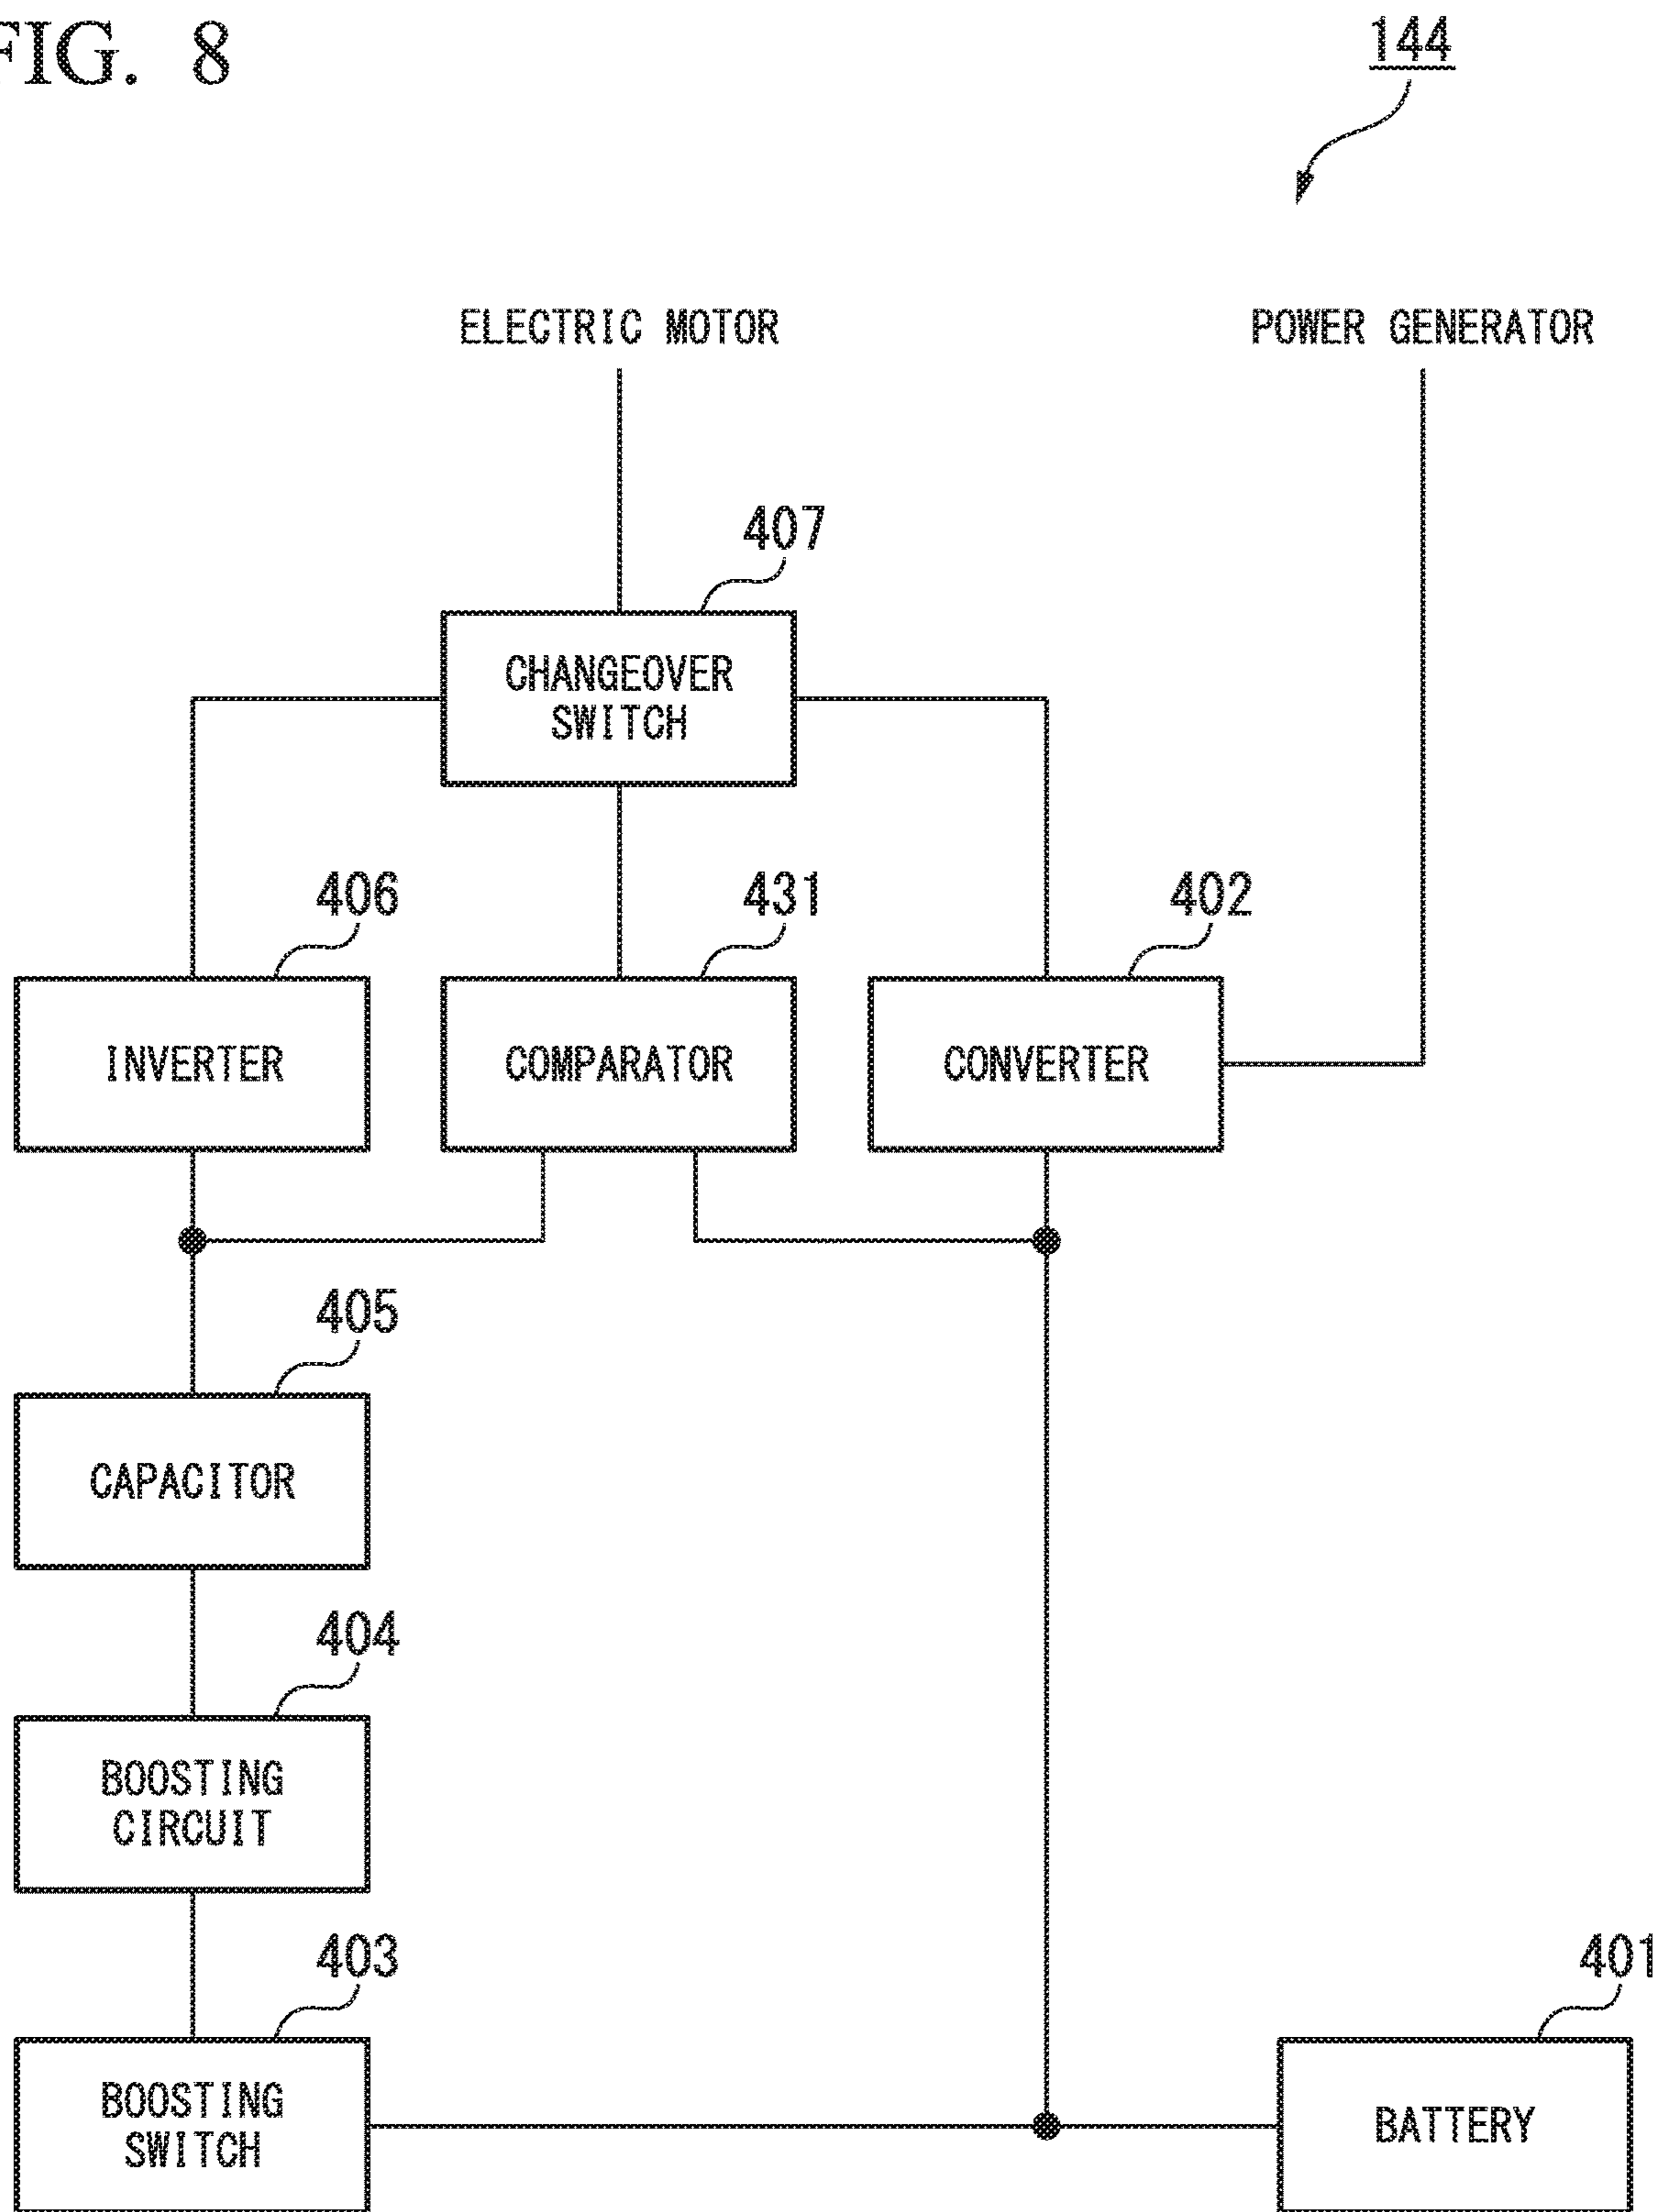 FIG. 8
144
ELECTRIC MOTOR
POWER GENERATOR
407
CHANGEOVER
SWITCH
406
431
402
INVERTER
COMPARATOR
CONVERTER
405
CAPACITOR
404
BOOSTING
CIRCUIT
403
401
BOOSTING
SWITCH
BATTERY